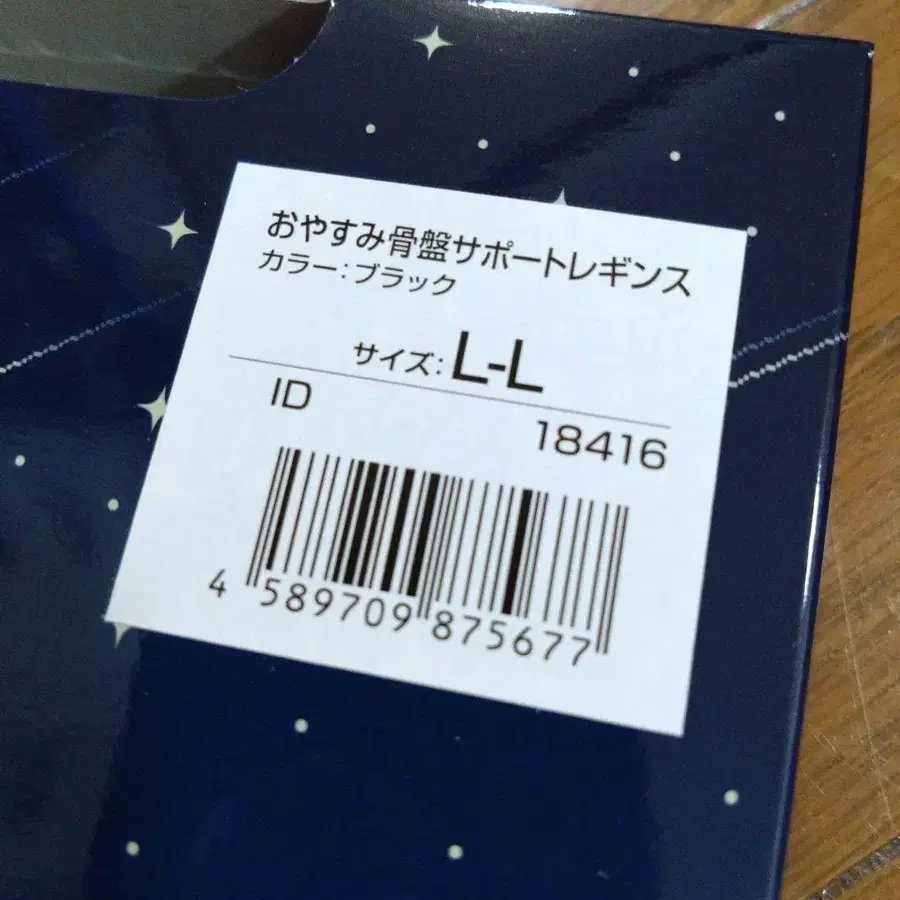 おやすみ骨盤サポートレギンス
カラー:ブラック
サイズ: L-L
ID 18416
4 589709 875677